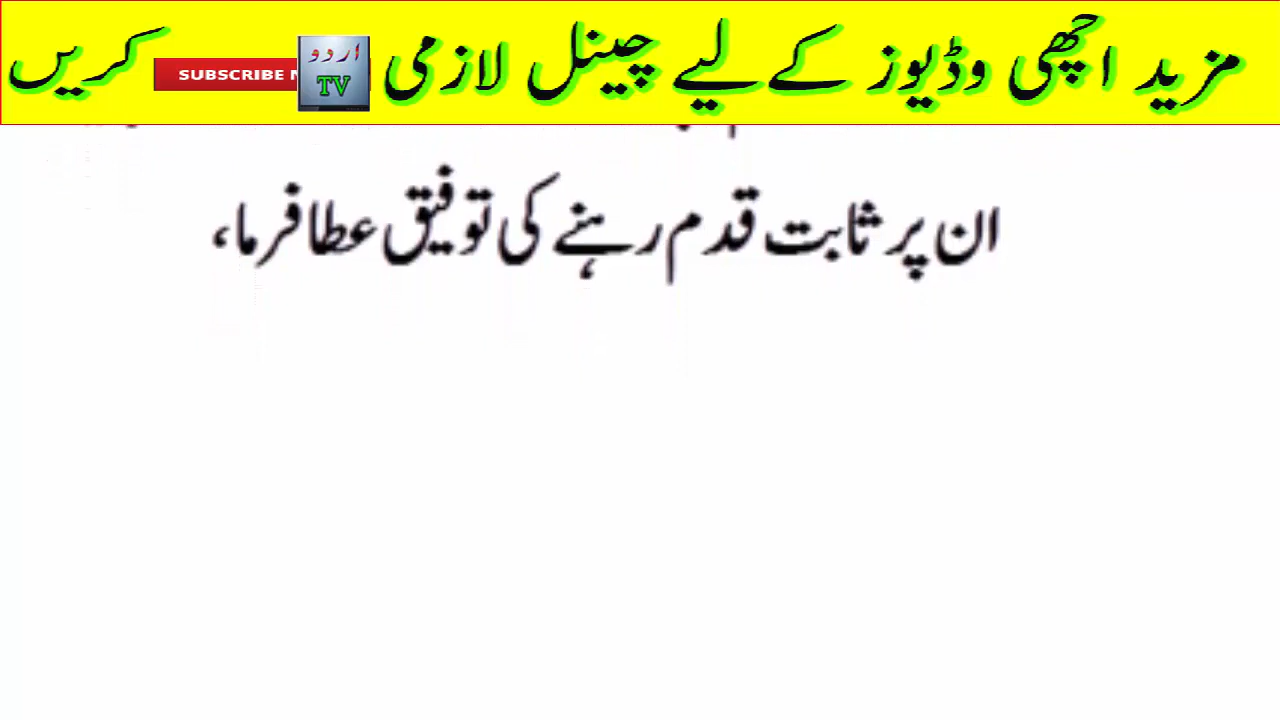 مزید اچھی وڈیوز کے لیے چینل لازمی SUBSCRIBE کریں
اردو
TV
ان پر ثابت قدم رہنے کی توفیق عطا فرما،